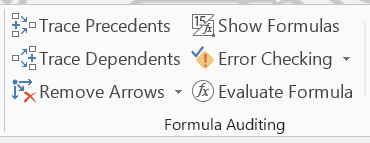 Trace Precedents
Show Formulas
Trace Dependents
Error Checking
Remove Arrows
Evaluate Formula
Formula Auditing